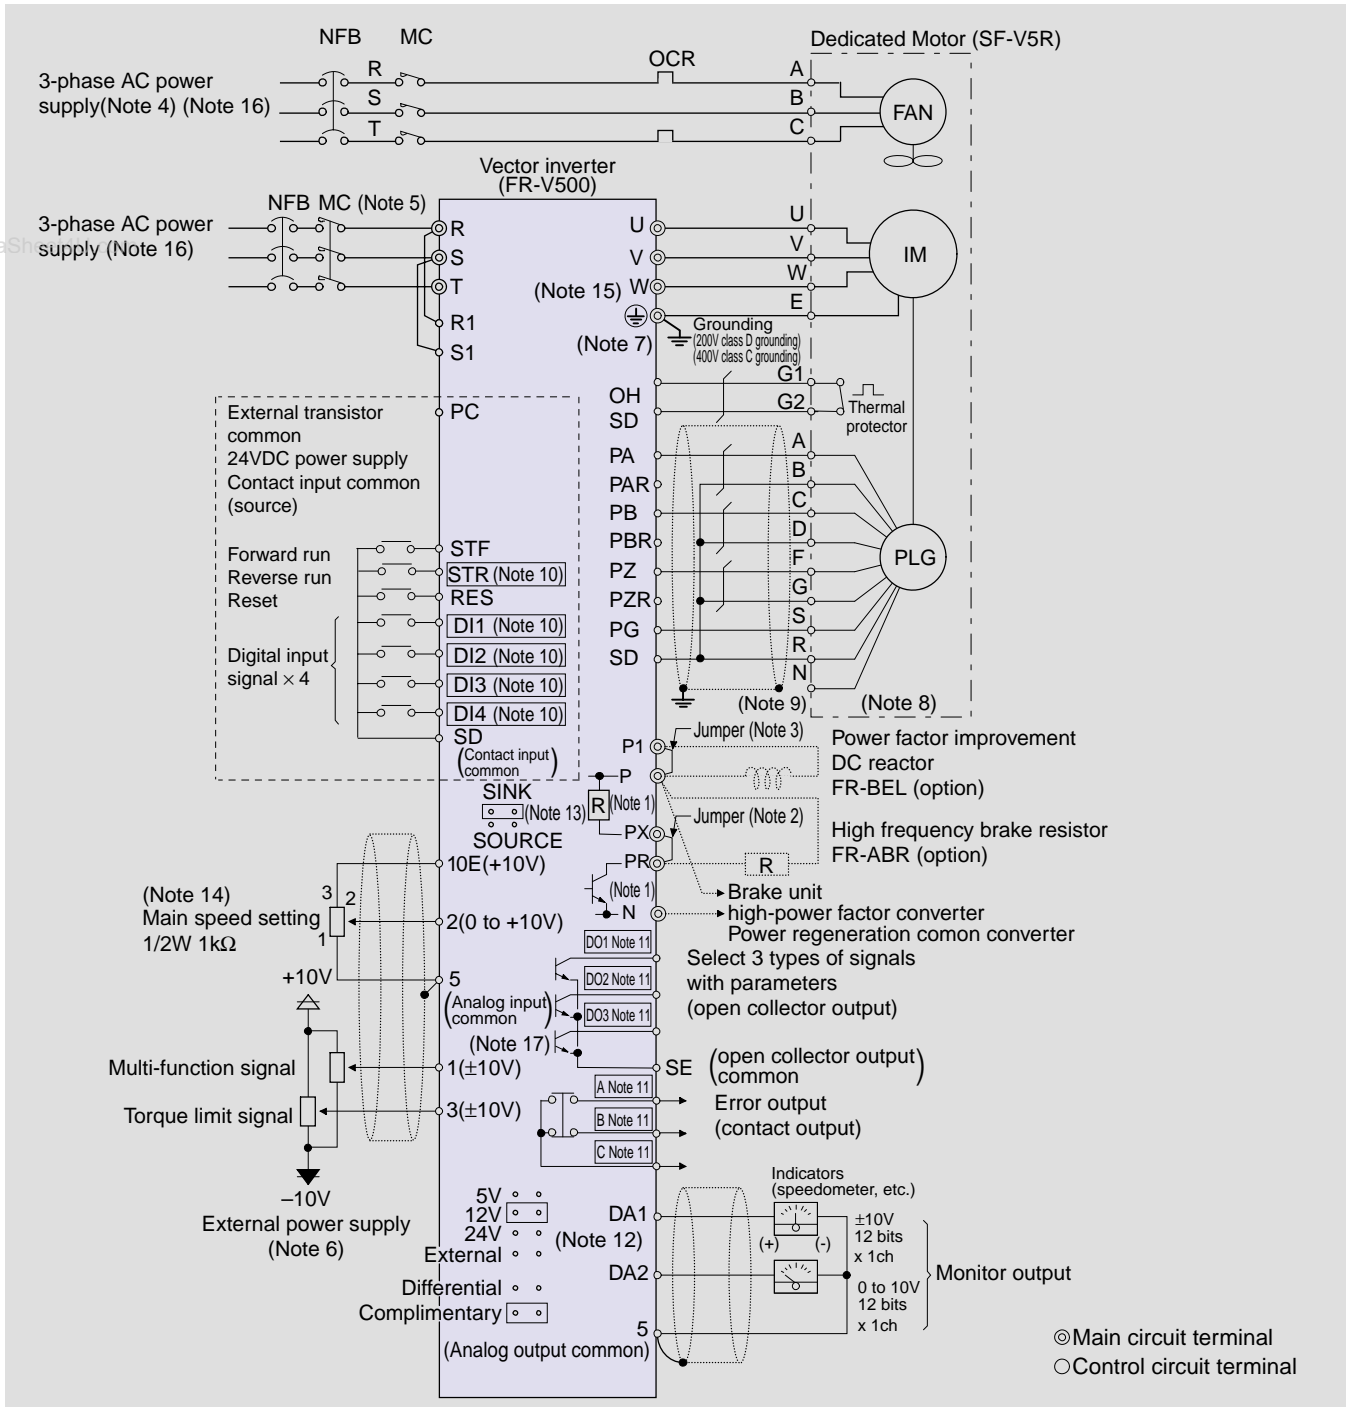 NFB
MC
OCR
Dedicated Motor (SF-V5R)
3-phase AC power
supply(Note 4) (Note 16)
R
S
T
A
B
C
FAN
Vector inverter
(FR-V500)
NFB MC (Note 5)
3-phase AC power
supply (Note 16)
R
S
T
R1
S1
U
V
W
(Note 15)
(Note 7)
U
V
W
E
IM
Grounding
(200V class D grounding)
(400V class C grounding)
OH
SD
G1
G2
Thermal
protector
External transistor
common
24VDC power supply
Contact input common
(source)
PC
PA
PAR
PB
PBR
PZ
PZR
PG
SD
A
B
C
D
F
G
S
R
N
PLG
(Note 9)
(Note 8)
Forward run
Reverse run
Reset
Digital input
signal × 4
STF
STR (Note 10)
RES
DI1 (Note 10)
DI2 (Note 10)
DI3 (Note 10)
DI4 (Note 10)
SD
(Contact input
common)
SINK
(Note 13)
SOURCE
P1
P
R
(Note 1)
PX
PR
(Note 1)
N
Jumper (Note 3)
Power factor improvement
DC reactor
FR-BEL (option)
Jumper (Note 2)
High frequency brake resistor
FR-ABR (option)
R
Brake unit
high-power factor converter
Power regeneration comon converter
(Note 14)
Main speed setting
1/2W 1kΩ
3
2
1
10E(+10V)
2(0 to +10V)
5
(Analog input
common)
+10V
Multi-function signal
Torque limit signal
–10V
External power supply
(Note 6)
(Note 17)
1(±10V)
3(±10V)
DO1 Note 11
DO2 Note 11
DO3 Note 11
Select 3 types of signals
with parameters
(open collector output)
SE
(open collector output)
common
A Note 11
B Note 11
C Note 11
Error output
(contact output)
5V
12V
24V
External
Differential
Complimentary
(Note 12)
DA1
DA2
5
(Analog output common)
Indicators
(speedometer, etc.)
(+)
(-)
±10V
12 bits
x 1ch
0 to 10V
12 bits
x 1ch
Monitor output
Main circuit terminal
Control circuit terminal